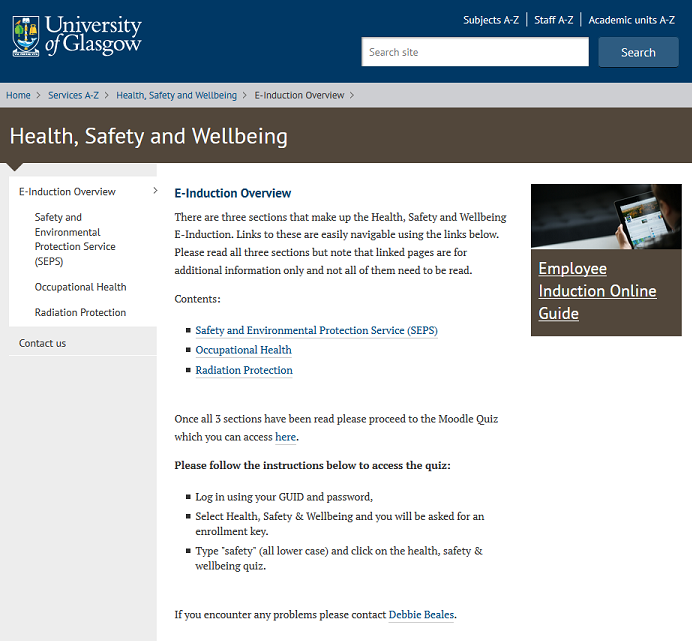 University
of Glasgow
Subjects A-Z
Staff A-Z
Academic units A-Z
Search site
Search
Home
Services A-Z
Health, Safety and Wellbeing
E-Induction Overview
Health, Safety and Wellbeing
E-Induction Overview
Safety and
Environmental
Protection Service
(SEPS)
Occupational Health
Radiation Protection
Contact us
E-Induction Overview
There are three sections that make up the Health, Safety and Wellbeing
E-Induction. Links to these are easily navigable using the links below.
Please read all three sections but note that linked pages are for
additional information only and not all of them need to be read.
Contents:
Safety and Environmental Protection Service (SEPS)
Occupational Health
Radiation Protection
Once all 3 sections have been read please proceed to the Moodle Quiz
which you can access here.
Please follow the instructions below to access the quiz:
Log in using your GUID and password,
Select Health, Safety & Wellbeing and you will be asked for an
enrollment key.
Type "safety" (all lower case) and click on the health, safety &
wellbeing quiz.
If you encounter any problems please contact Debbie Beales.
Employee
Induction Online
Guide